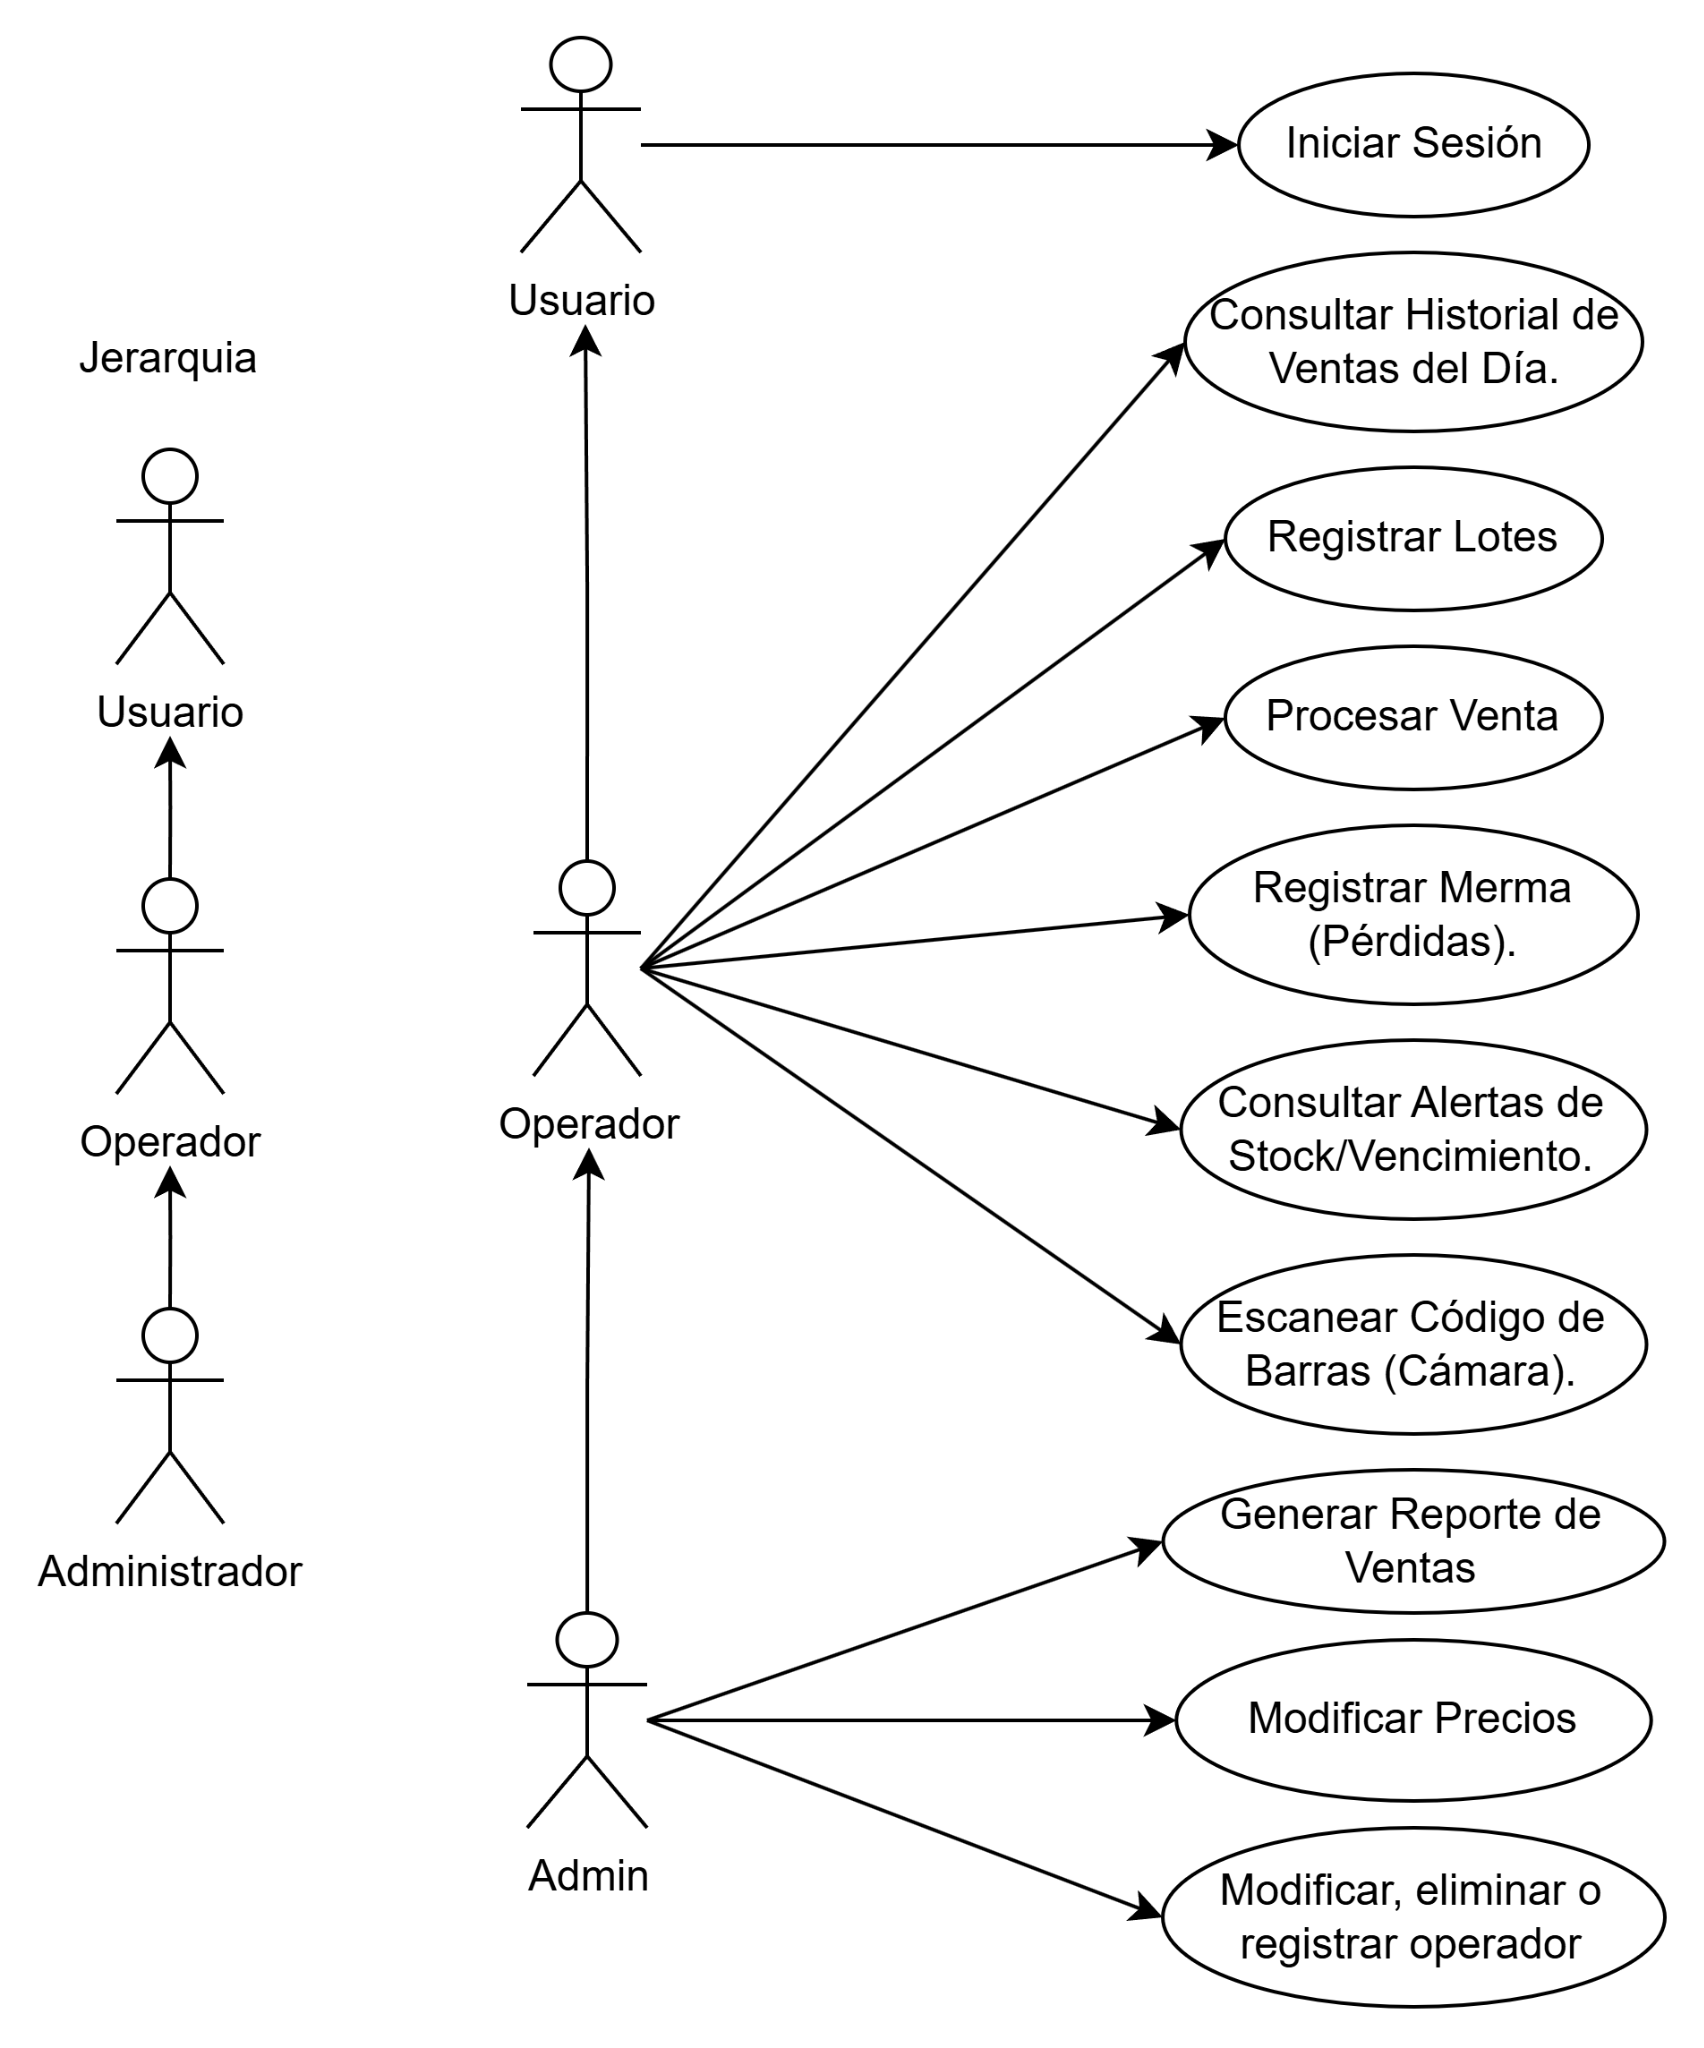 Jerarquia
Usuario
Operador
Administrador
Usuario
Operador
Admin
Iniciar Sesión
Consultar Historial de
Ventas del Día.
Registrar Lotes
Procesar Venta
Registrar Merma
(Pérdidas).
Consultar Alertas de
Stock/Vencimiento.
Escanear Código de
Barras (Cámara).
Generar Reporte de
Ventas
Modificar Precios
Modificar, eliminar o
registrar operador